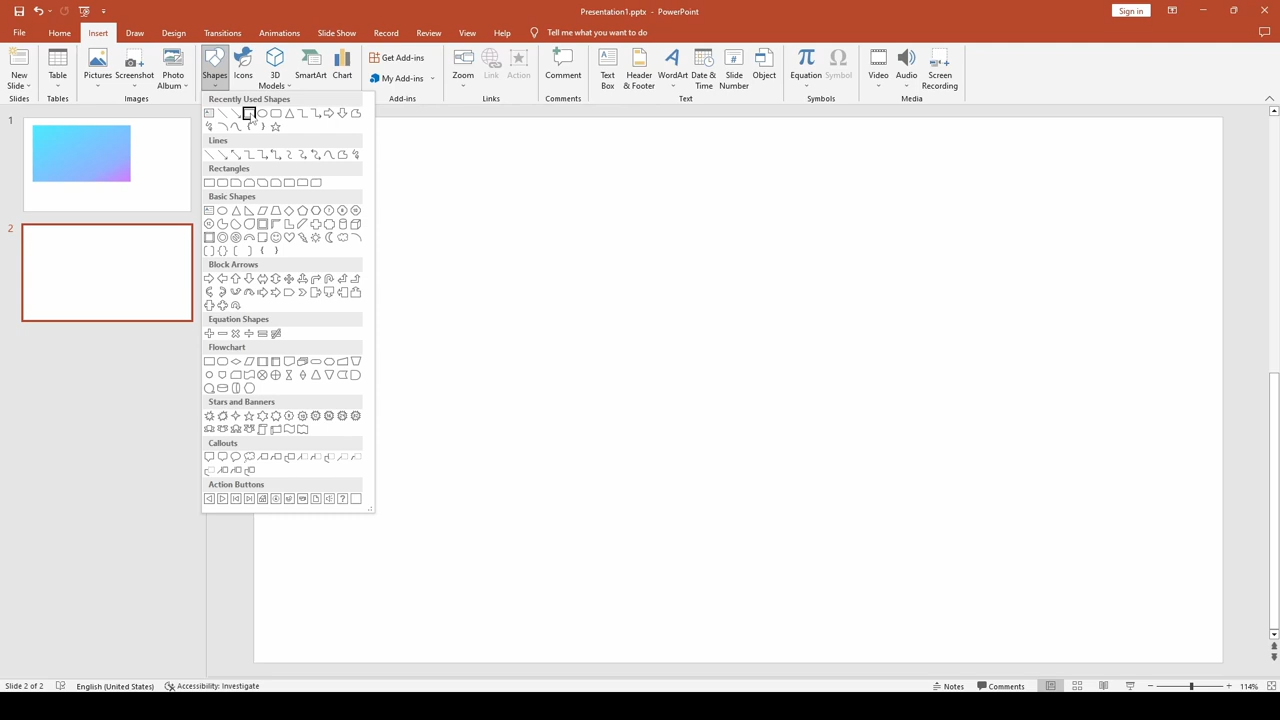 Presentation1.pptx - PowerPoint
Sign in
File Home Insert Draw Design Transitions Animations Slide Show Record Review View Help Tell me what you want to do
New Slide
Table
Pictures
Screenshot
Photo Album
Shapes
Icons
3D Models
SmartArt
Chart
Get Add-ins
My Add-ins
Zoom
Link
Action
Comment
Text Box
Header & Footer
WordArt
Date & Time
Slide Number
Object
Equation
Symbol
Video
Audio
Screen Recording
Slides Tables Images Add-ins Links Comments Text Symbols Media
Recently Used Shapes
Lines
Rectangles
Basic Shapes
Block Arrows
Equation Shapes
Flowchart
Stars and Banners
Callouts
Action Buttons
1
2
Slide 2 of 2 English (United States) Accessibility: Investigate Notes Comments 114%